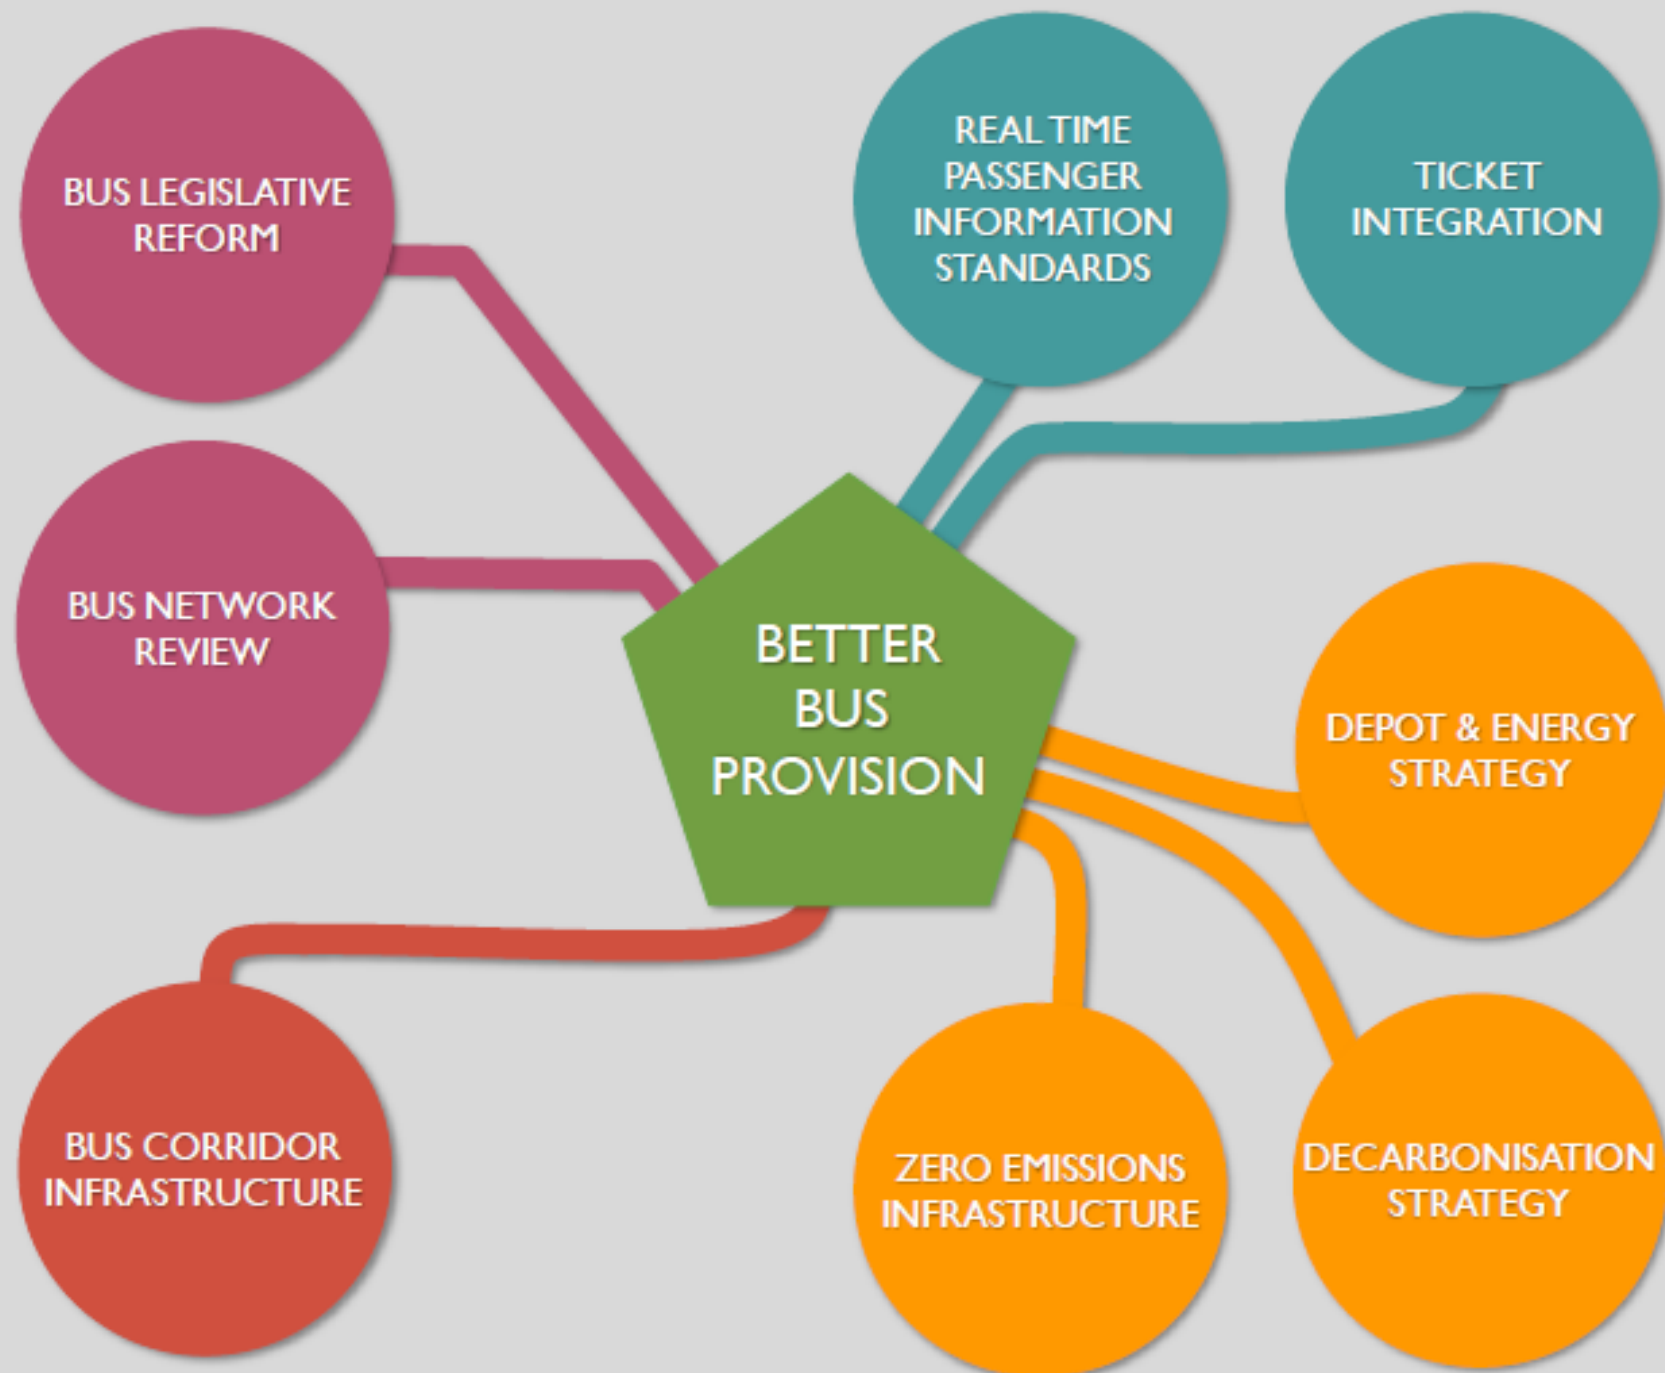 BUS LEGISLATIVE
REFORM
REAL TIME
PASSENGER
INFORMATION
STANDARDS
TICKET
INTEGRATION
BUS NETWORK
REVIEW
BETTER
BUS
PROVISION
DEPOT & ENERGY
STRATEGY
BUS CORRIDOR
INFRASTRUCTURE
ZERO EMISSIONS
INFRASTRUCTURE
DECARBONISATION
STRATEGY